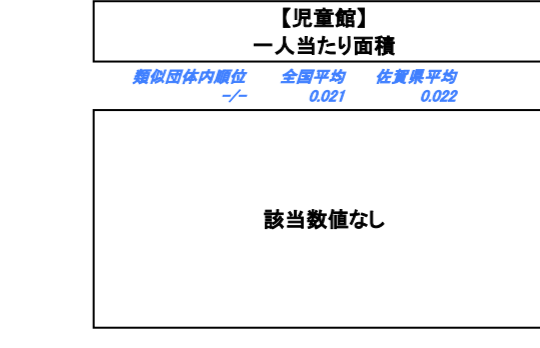 【児童館】
一人当たり面積
類似団体内順位 全国平均 佐賀県平均
-/- 0.021 0.022
該当数値なし